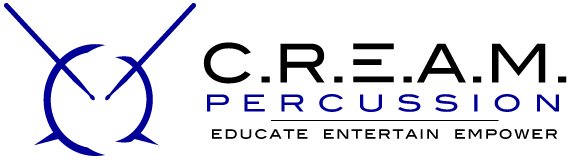 C.R.E.A.M.
PERCUSSION
EDUCATE ENTERTAIN EMPOWER